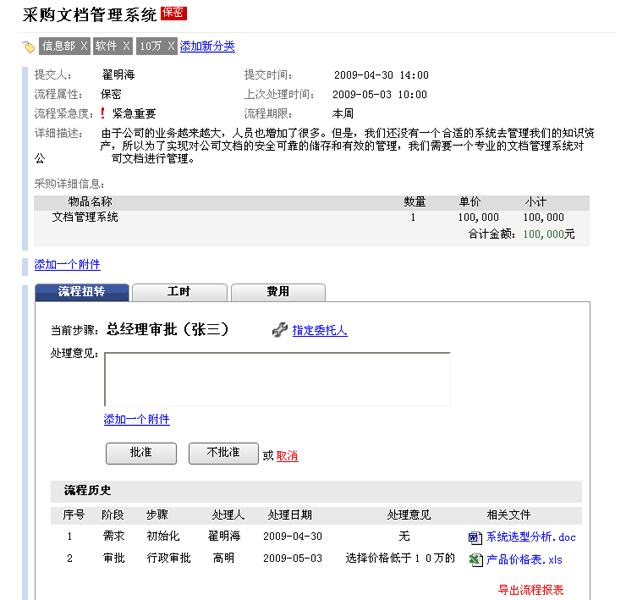 采购文档管理系统 保密
信息部 X 软件 X 10万 X 添加新分类
提交人： 翟明海 提交时间： 2009-04-30 14:00
流程属性： 保密 上次处理时间： 2009-05-03 10:00
流程紧急度： ! 紧急重要 流程期限： 本周
详细描述： 由于公司的业务越来越大，人员也增加了很多。但是，我们还没有一个合适的系统去管理我们的知识资
产，所以为了实现对公司文档的安全可靠的储存和有效的管理，我们需要一个专业的文档管理系统对
公 司文档进行管理。
采购详细信息：
物品名称 数量 单价 小计
文档管理系统 1 100,000 100,000
合计金额： 100,000元
添加一个附件
流程扭转 工时 费用
当前步骤： 总经理审批（张三） 指定委托人
处理意见：
添加一个附件
批准 不批准 或 取消
流程历史
序号 阶段 步骤 处理人 处理日期 处理意见 相关文件
1 需求 初始化 翟明海 2009-04-30 无 系统选型分析.doc
2 审批 行政审批 高明 2009-05-03 选择价格低于１０万的 产品价格表.xls
导出流程报表